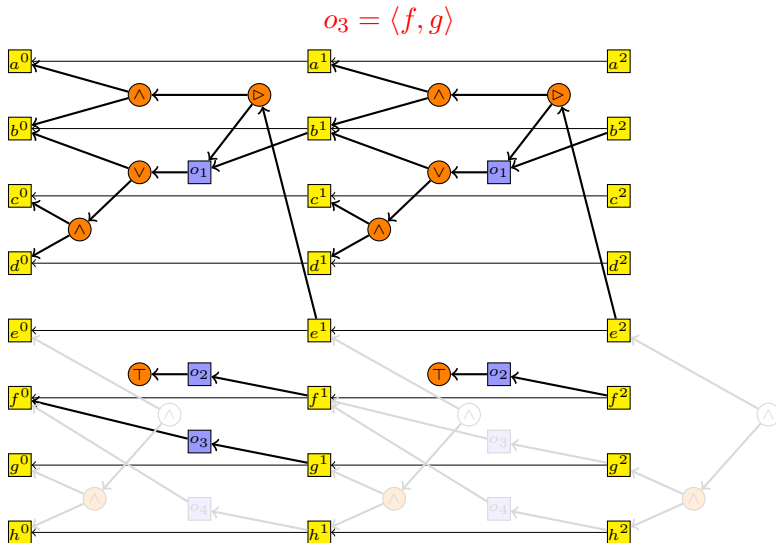 o₃ = ⟨f, g⟩
a⁰ a¹ a²
∧ ▷ ∧ ▷
b⁰ b¹ b²
∨ o₁ ∨ o₁
c⁰ c¹ c²
∧ ∧
d⁰ d¹ d²
e⁰ e¹ e²
⊤ o₂ ⊤ o₂
f⁰ f¹ f²
∧ ∧ ∧
o₃ o₃
g⁰ g¹ g²
∧ ∧ ∧
o₄ o₄
h⁰ h¹ h²